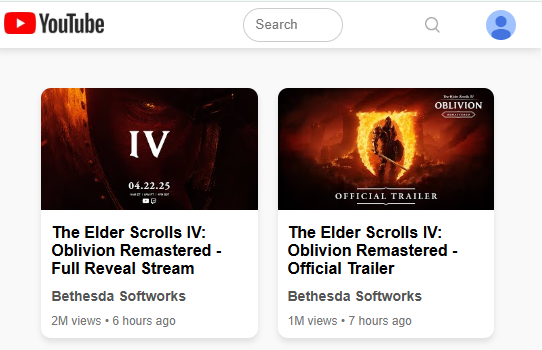 YouTube
Search
IV
04.22.25
The Elder Scrolls IV:
Oblivion Remastered -
Full Reveal Stream
Bethesda Softworks
2M views • 6 hours ago
The Elder Scrolls IV
OBLIVION
REMASTERED
OFFICIAL TRAILER
The Elder Scrolls IV:
Oblivion Remastered -
Official Trailer
Bethesda Softworks
1M views • 7 hours ago